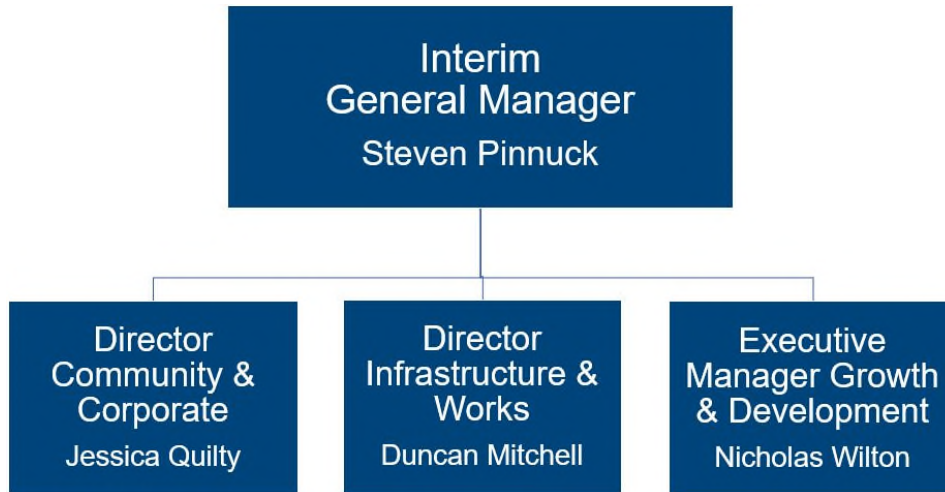 Interim
General Manager
Steven Pinnuck
Director
Community &
Corporate
Jessica Quilty
Director
Infrastructure &
Works
Duncan Mitchell
Executive
Manager Growth
& Development
Nicholas Wilton